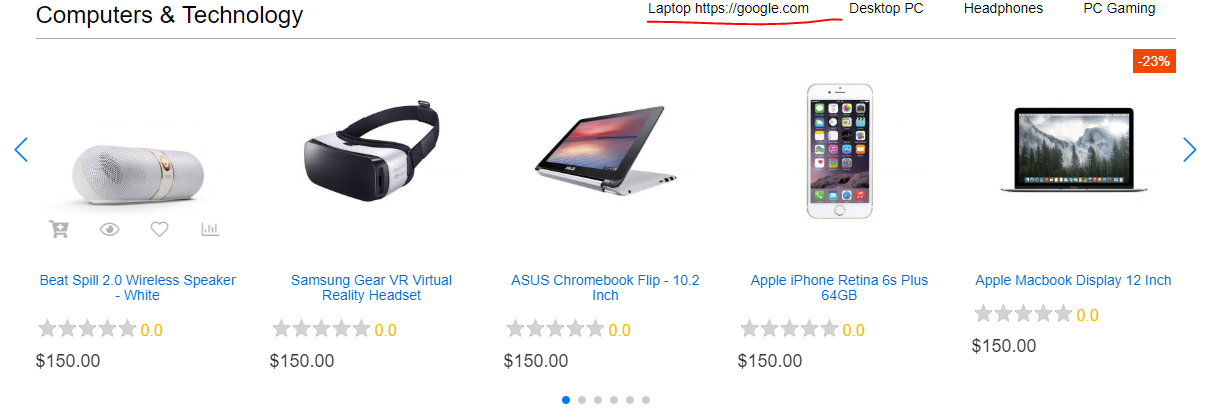 Computers & Technology
Laptop https://google.com Desktop PC Headphones PC Gaming
-23%
ASUS
Beat Spill 2.0 Wireless Speaker
- White
0.0
$150.00
Samsung Gear VR Virtual
Reality Headset
0.0
$150.00
ASUS Chromebook Flip - 10.2
Inch
0.0
$150.00
Apple iPhone Retina 6s Plus
64GB
0.0
$150.00
Apple Macbook Display 12 Inch
0.0
$150.00